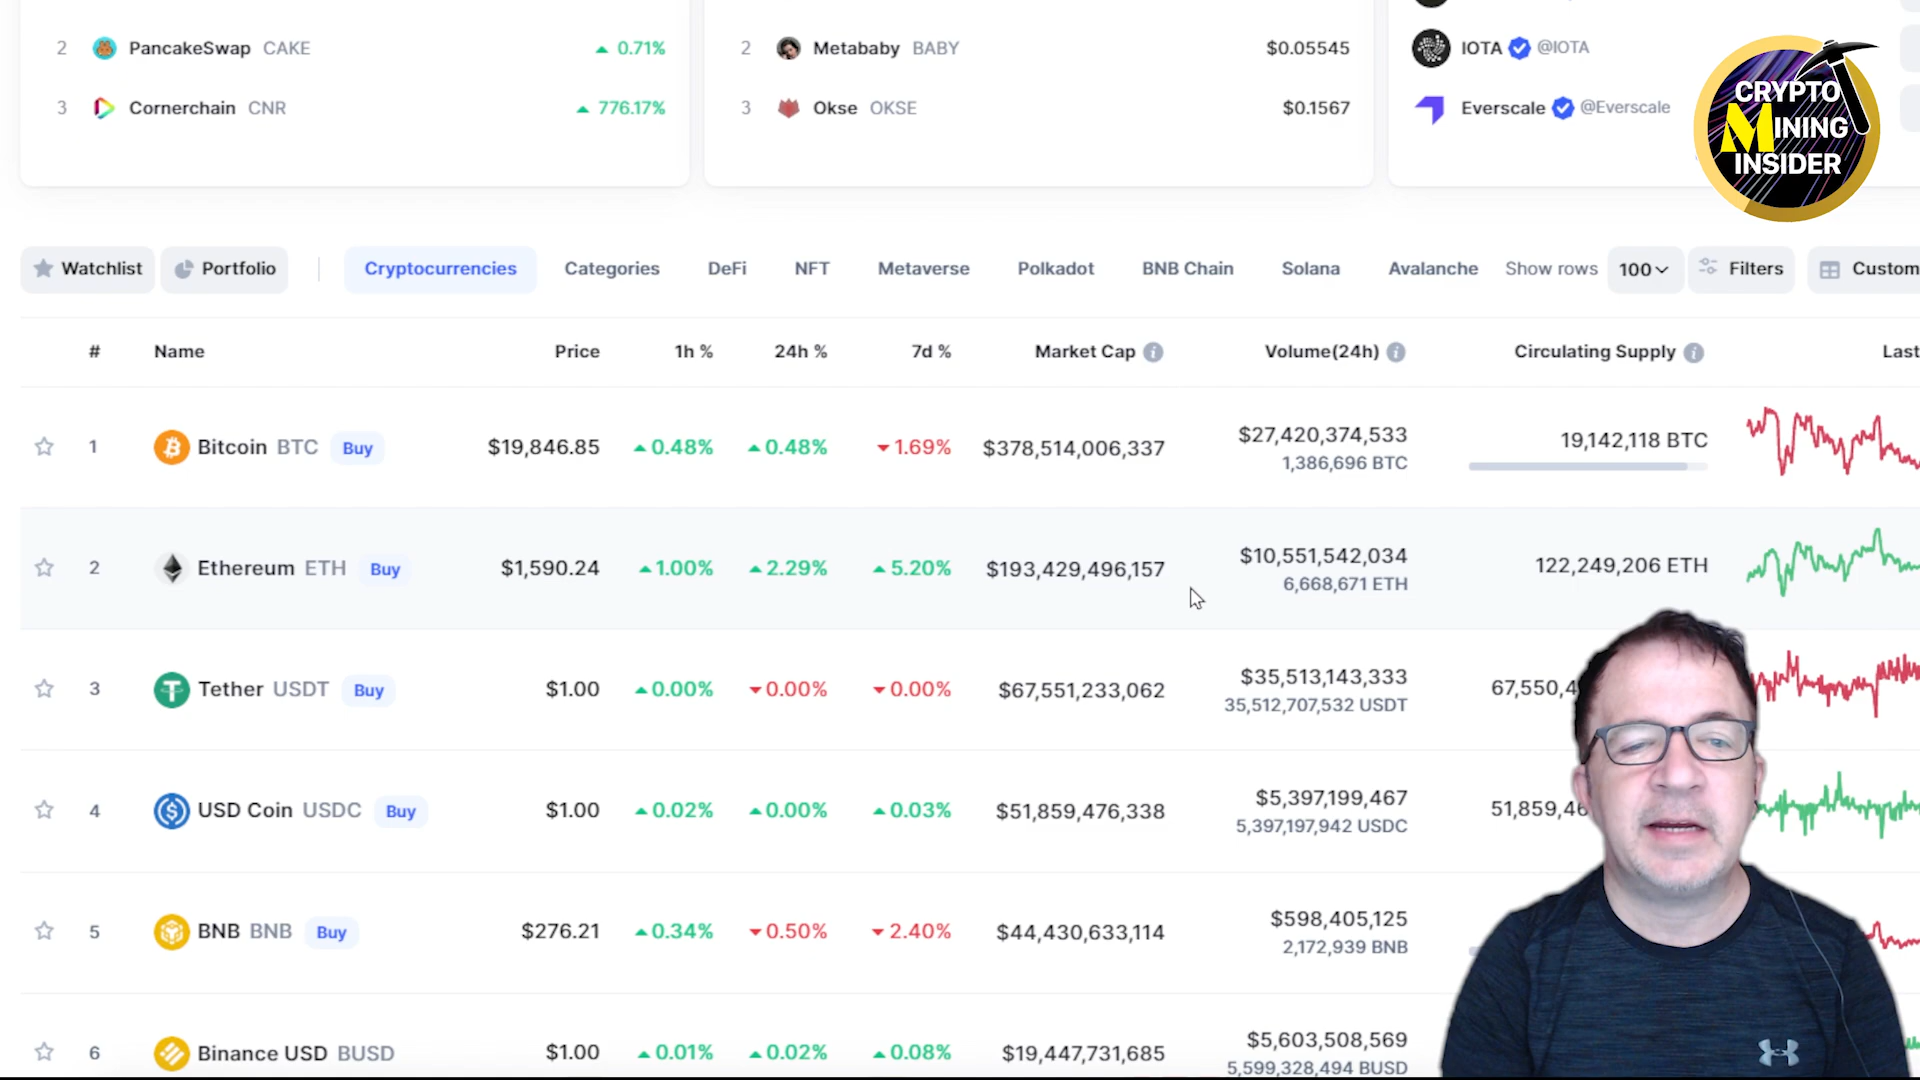 2 PancakeSwap CAKE 0.71%
3 Cornerchain CNR 776.17%
2 Metababy BABY $0.05545
3 Okse OKSE $0.1567
IOTA @IOTA
Everscale @Everscale
CRYPTO
MINING
INSIDER
Watchlist Portfolio Cryptocurrencies Categories DeFi NFT Metaverse Polkadot BNB Chain Solana Avalanche Show rows 100 Filters Custom
# Name Price 1h % 24h % 7d % Market Cap Volume(24h) Circulating Supply Last
1 Bitcoin BTC Buy $19,846.85 0.48% 0.48% 1.69% $378,514,006,337 $27,420,374,533 19,142,118 BTC
1,386,696 BTC
2 Ethereum ETH Buy $1,590.24 1.00% 2.29% 5.20% $193,429,496,157 $10,551,542,034 122,249,206 ETH
6,668,671 ETH
3 Tether USDT Buy $1.00 0.00% 0.00% 0.00% $67,551,233,062 $35,513,143,333 67,550,4
35,512,707,532 USDT
4 USD Coin USDC Buy $1.00 0.02% 0.00% 0.03% $51,859,476,338 $5,397,199,467 51,859,46
5,397,197,942 USDC
5 BNB BNB Buy $276.21 0.34% 0.50% 2.40% $44,430,633,114 $598,405,125
2,172,939 BNB
6 Binance USD BUSD $1.00 0.01% 0.02% 0.08% $19,447,731,685 $5,603,508,569
5,599,328,494 BUSD